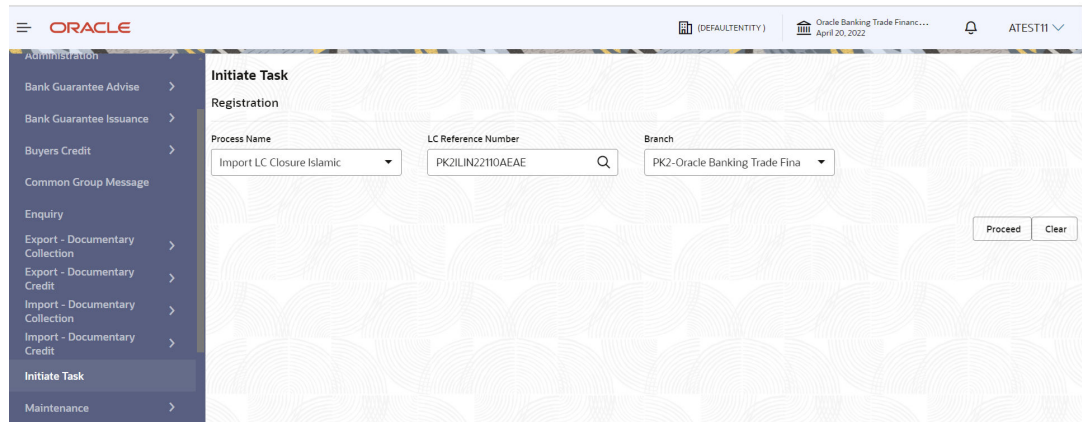 ORACLE
(DEFAULTENTITY )
Oracle Banking Trade Financ...
April 20, 2022
ATEST11
Administration
Bank Guarantee Advise
Bank Guarantee Issuance
Buyers Credit
Common Group Message
Enquiry
Export - Documentary
Collection
Export - Documentary
Credit
Import - Documentary
Collection
Import - Documentary
Credit
Initiate Task
Maintenance
Initiate Task
Registration
Process Name
LC Reference Number
Branch
Import LC Closure Islamic
PK2ILIN22110AEAE
PK2-Oracle Banking Trade Fina
Proceed
Clear